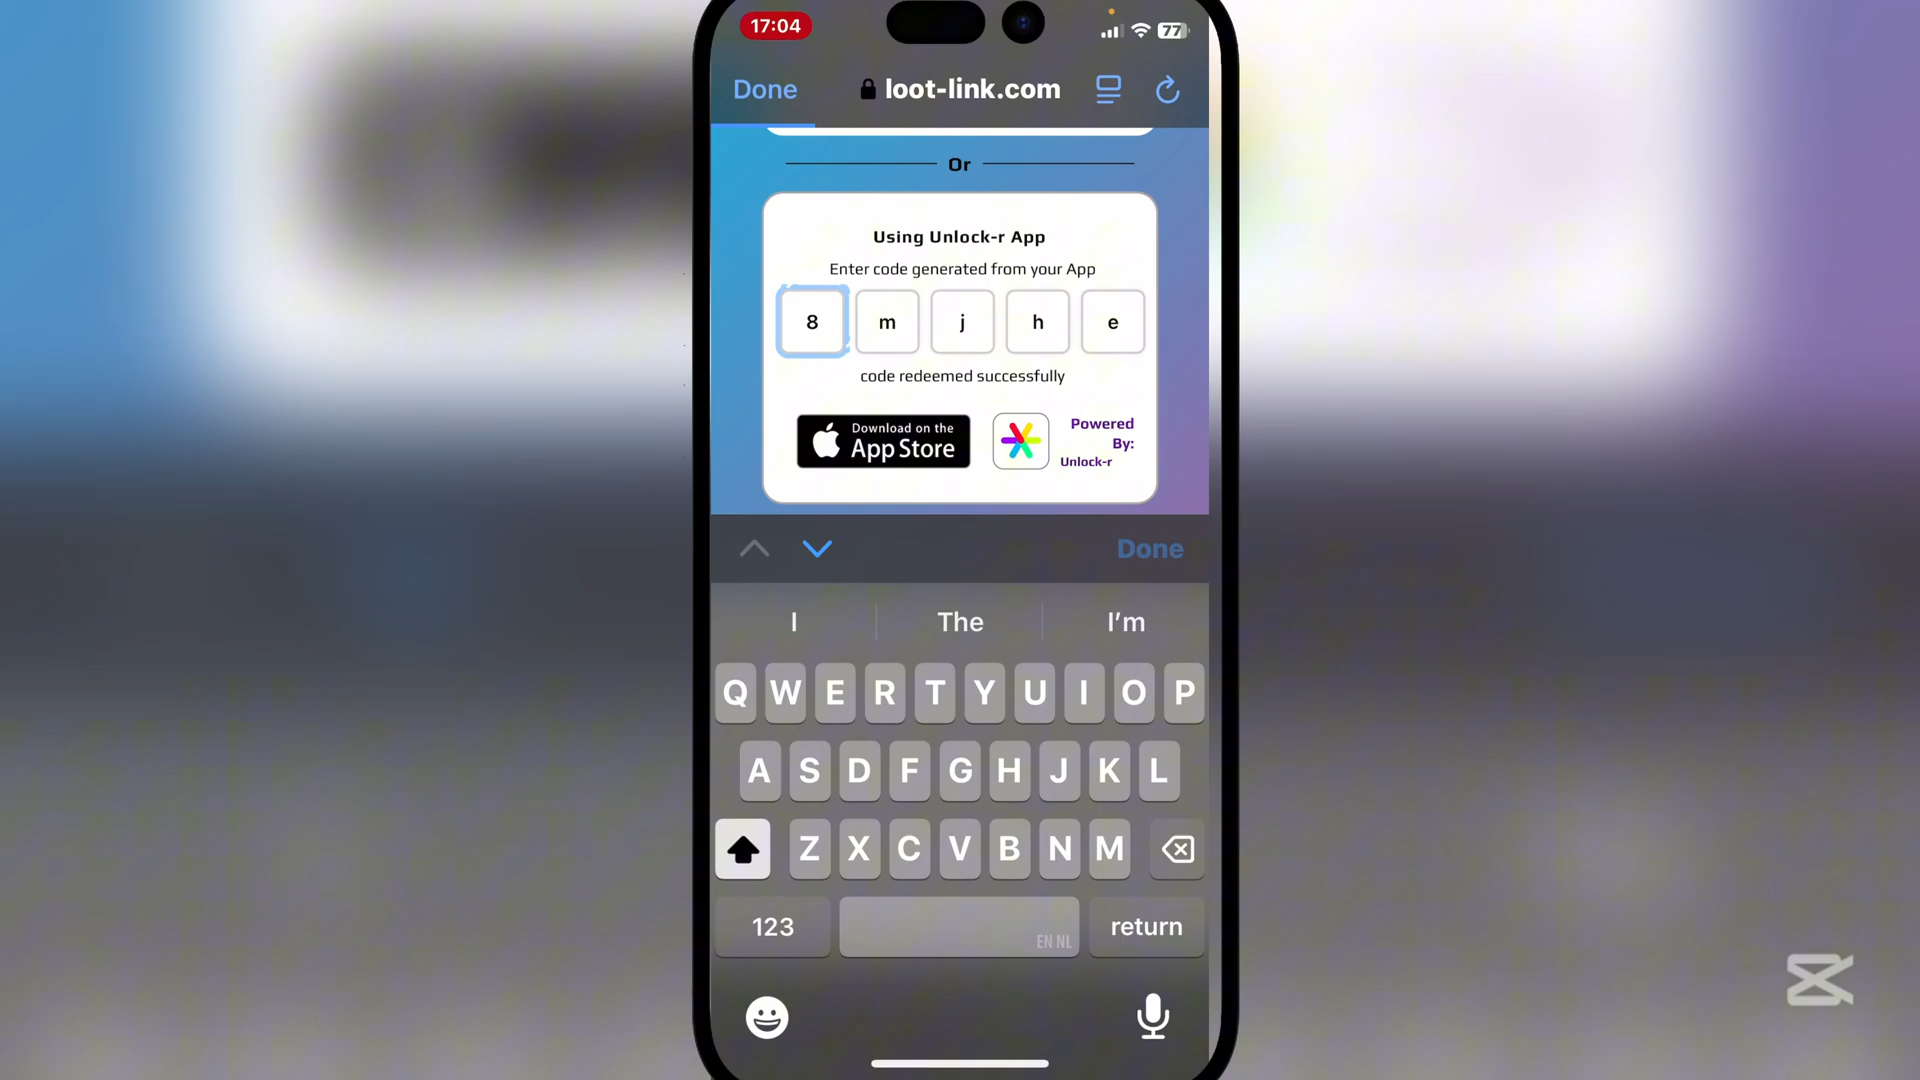 17:04
77
Done
loot-link.com
Or
Using Unlock-r App
Enter code generated from your App
8 m j h e
code redeemed successfully
Download on the
App Store
Powered
By:
Unlock-r
Done
I The I'm
Q W E R T Y U I O P
A S D F G H J K L
Z X C V B N M
123
EN NL
return